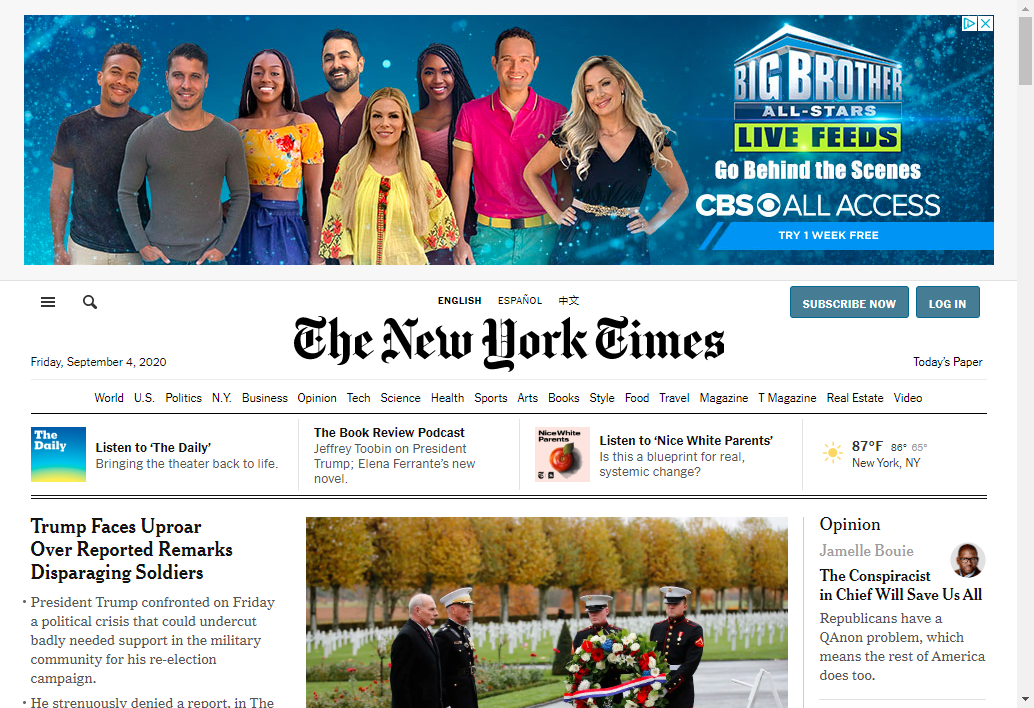 BIG BROTHER
ALL-STARS
LIVE FEEDS
Go Behind the Scenes
CBS ALL ACCESS
TRY 1 WEEK FREE
ENGLISH ESPAÑOL 中文
SUBSCRIBE NOW LOG IN
The New York Times
Friday, September 4, 2020
Today's Paper
World U.S. Politics N.Y. Business Opinion Tech Science Health Sports Arts Books Style Food Travel Magazine T Magazine Real Estate Video
The
Daily
Listen to ‘The Daily’
Bringing the theater back to life.
The Book Review Podcast
Jeffrey Toobin on President
Trump; Elena Ferrante's new
novel.
Nice White
Parents
Listen to ‘Nice White Parents’
Is this a blueprint for real,
systemic change?
87°F 86° 65°
New York, NY
Trump Faces Uproar
Over Reported Remarks
Disparaging Soldiers
• President Trump confronted on Friday
a political crisis that could undercut
badly needed support in the military
community for his re-election
campaign.
• He strenuously denied a report, in The
Opinion
Jamelle Bouie
The Conspiracist
in Chief Will Save Us All
Republicans have a
QAnon problem, which
means the rest of America
does too.